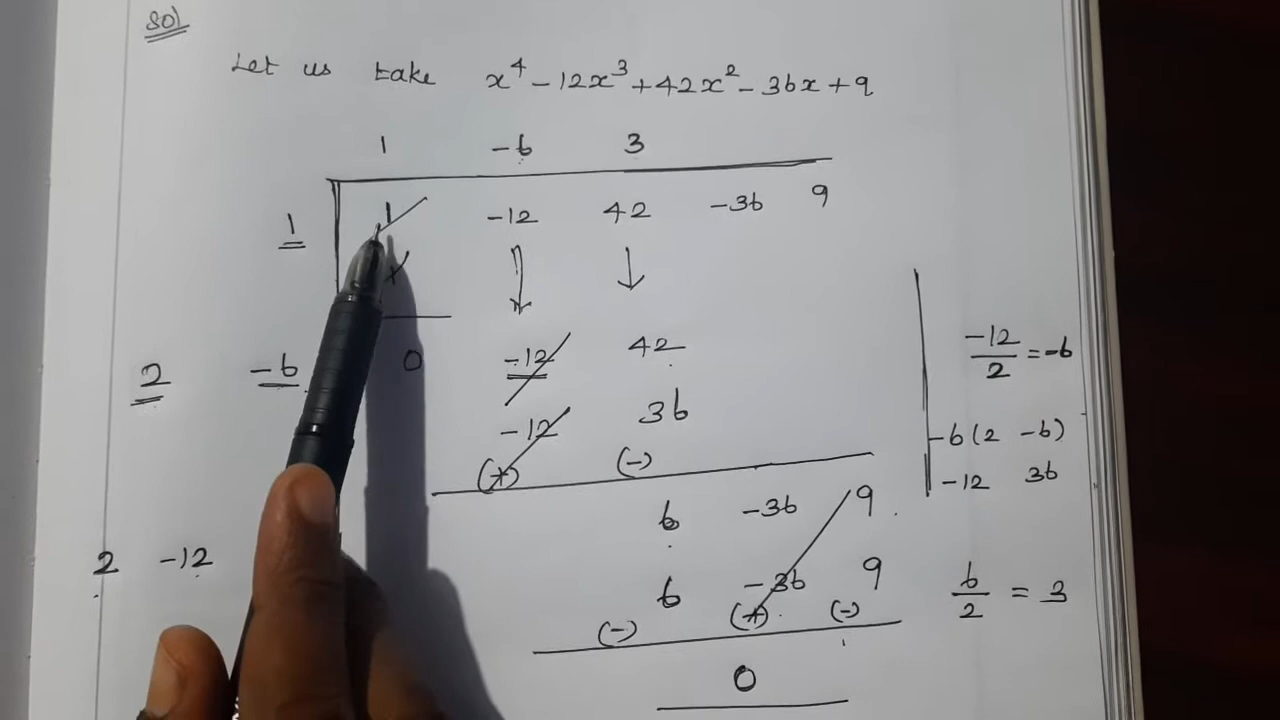 Sol
Let us take x⁴ - 12x³ + 42x² - 36x + 9
1 -6 3
1 1 -12 42 -36 9
0 -12 42
2 -6
-12 36
(+) (-)
6 -36 9
2 -12
6 -36 9
(-) (+) (-)
0
-12/2 = -6
-6(2 -6)
-12 36
6/2 = 3